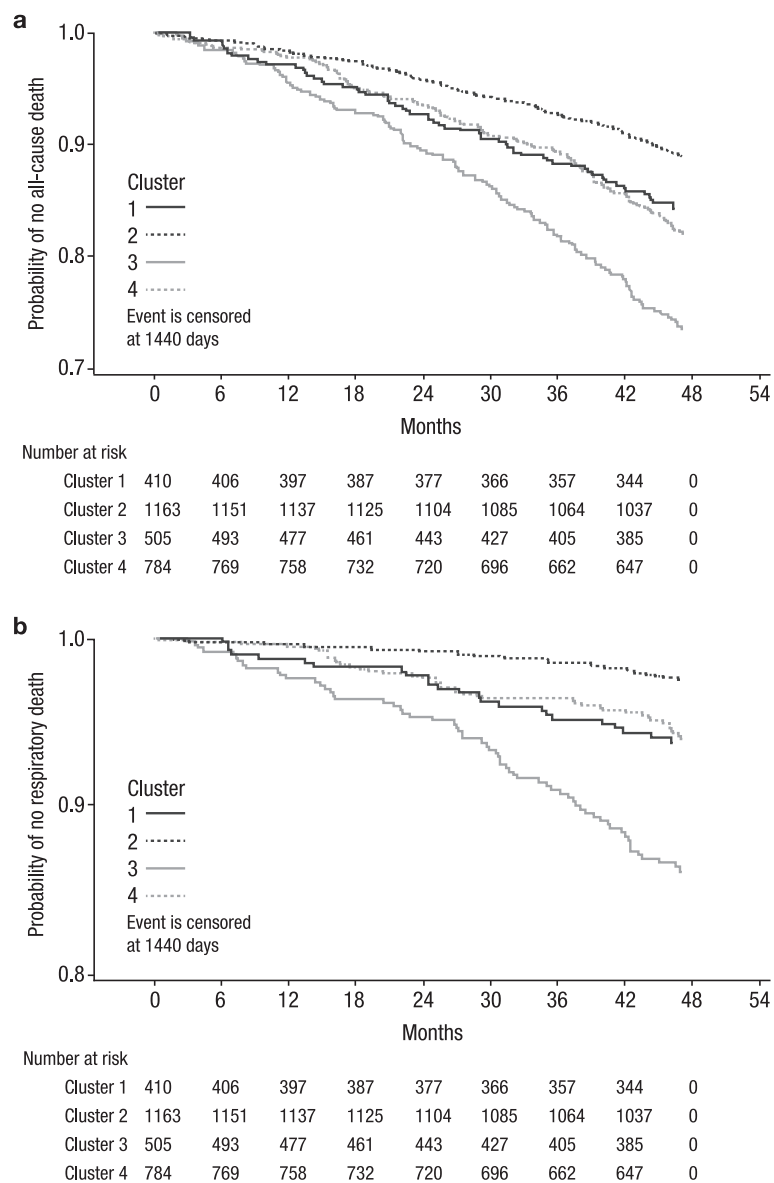 a
Probability of no all-cause death
1.0
0.9
0.8
0.7
Cluster
1
2
3
4
Event is censored
at 1440 days
0 6 12 18 24 30 36 42 48 54
Months
Number at risk
Cluster 1 410 406 397 387 377 366 357 344 0
Cluster 2 1163 1151 1137 1125 1104 1085 1064 1037 0
Cluster 3 505 493 477 461 443 427 405 385 0
Cluster 4 784 769 758 732 720 696 662 647 0
b
Probability of no respiratory death
1.0
0.9
0.8
Cluster
1
2
3
4
Event is censored
at 1440 days
0 6 12 18 24 30 36 42 48 54
Months
Number at risk
Cluster 1 410 406 397 387 377 366 357 344 0
Cluster 2 1163 1151 1137 1125 1104 1085 1064 1037 0
Cluster 3 505 493 477 461 443 427 405 385 0
Cluster 4 784 769 758 732 720 696 662 647 0